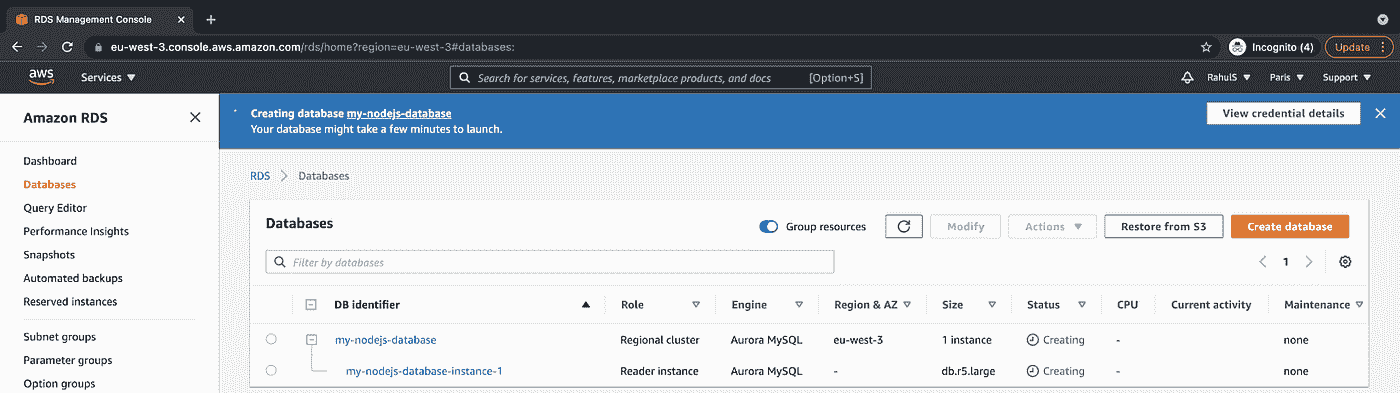 RDS Management Console
eu-west-3.console.aws.amazon.com/rds/home?region=eu-west-3#databases:
Incognito (4)
Update
aws
Services
Search for services, features, marketplace products, and docs
[Option+S]
RahulS
Paris
Support
Amazon RDS
Dashboard
Databases
Query Editor
Performance Insights
Snapshots
Automated backups
Reserved instances
Subnet groups
Parameter groups
Option groups
Creating database my-nodejs-database
Your database might take a few minutes to launch.
View credential details
RDS
Databases
Databases
Group resources
Modify
Actions
Restore from S3
Create database
Filter by databases
1
DB identifier Role Engine Region & AZ Size Status CPU Current activity Maintenance
my-nodejs-database Regional cluster Aurora MySQL eu-west-3 1 instance Creating - none
my-nodejs-database-instance-1 Reader instance Aurora MySQL - db.r5.large Creating - none